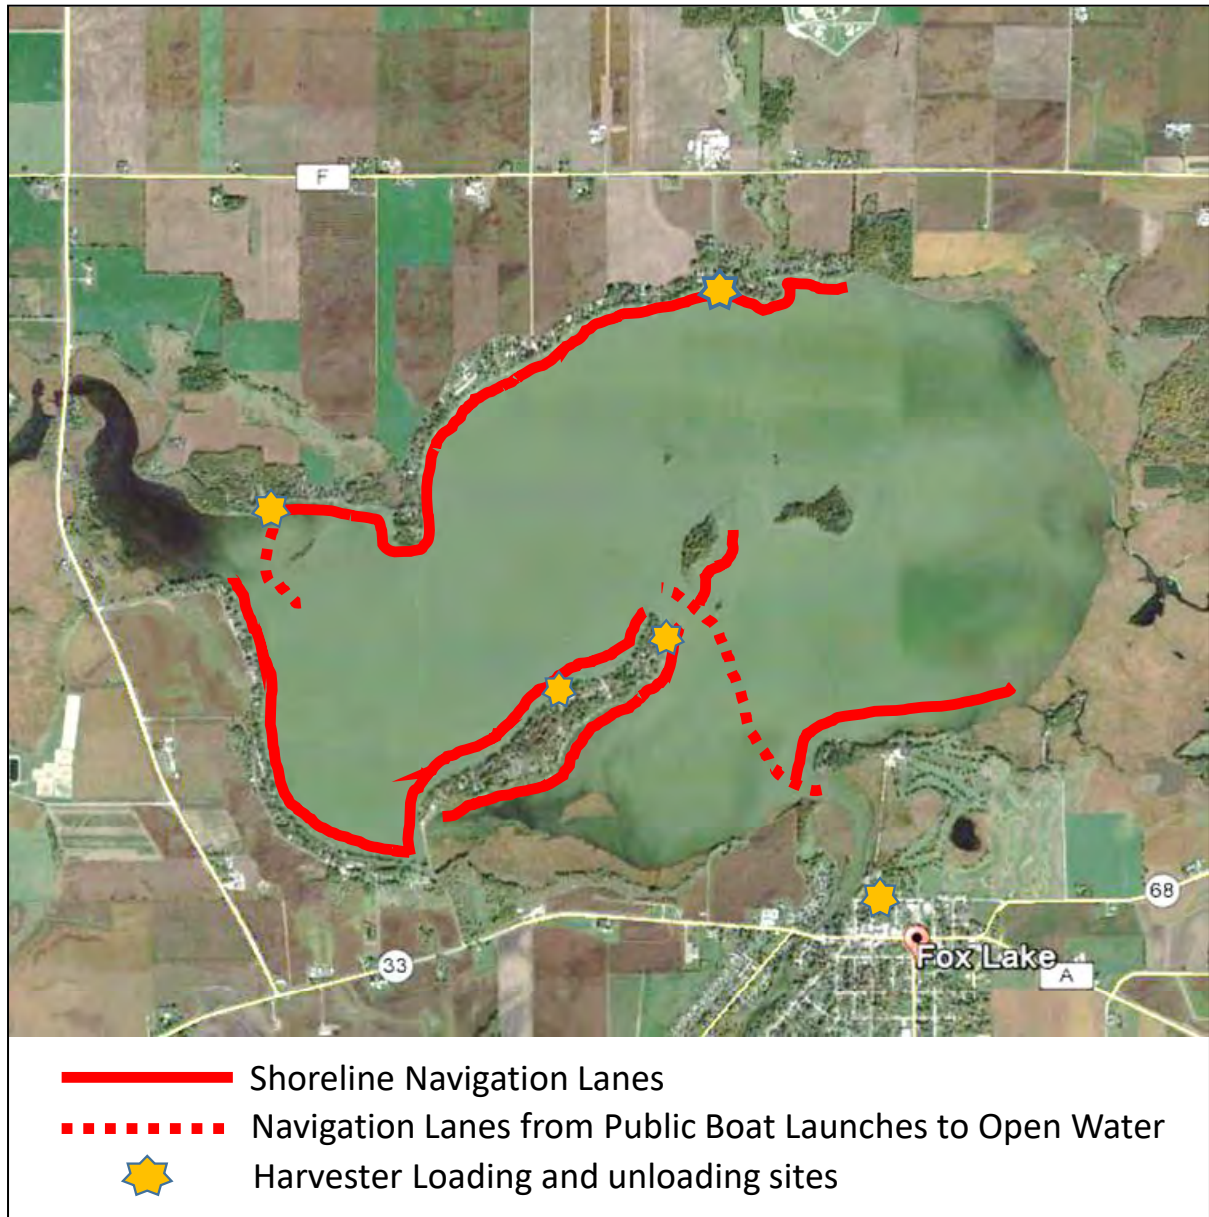 F
68
Fox Lake
A
33
Shoreline Navigation Lanes
Navigation Lanes from Public Boat Launches to Open Water
Harvester Loading and unloading sites